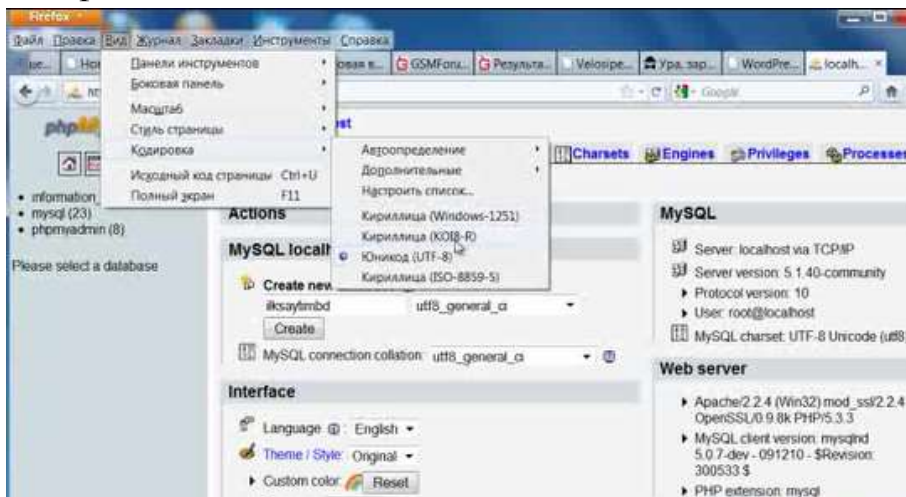 Firefox
Файл Правка Вид Журнал Закладки Инструменты Справка
GSMForu... Результа... Velosipe... Ура, зар... WordPre... localh... ×
Панели инструментов
Боковая панель
Масштаб
Стиль страницы
Кодировка
Исходный код страницы Ctrl+U
Полный экран F11
Автоопределение
Дополнительные
Настроить список...
Кириллица (Windows-1251)
Кириллица (KOI8-R)
Юникод (UTF-8)
Кириллица (ISO-8859-5)
Google
Charsets Engines Privileges Processes
mysql (23)
phpmyadmin (8)
Please select a database
Actions
MySQL localh
Create new
utf8_general_ci
Create
MySQL connection collation: utf8_general_ci
Interface
Language : English
Theme / Style: Original
Custom color: Reset
MySQL
Server: localhost via TCP/IP
Server version: 5.1.40-community
Protocol version: 10
User: root@localhost
MySQL charset: UTF-8 Unicode (utf8
Web server
Apache/2.2.4 (Win32) mod_ssl/2.2.4
OpenSSL/0.9.8k PHP/5.3.3
MySQL client version: mysqlnd
5.0.7-dev - 091210 - $Revision:
300533 $
PHP extension: mysql